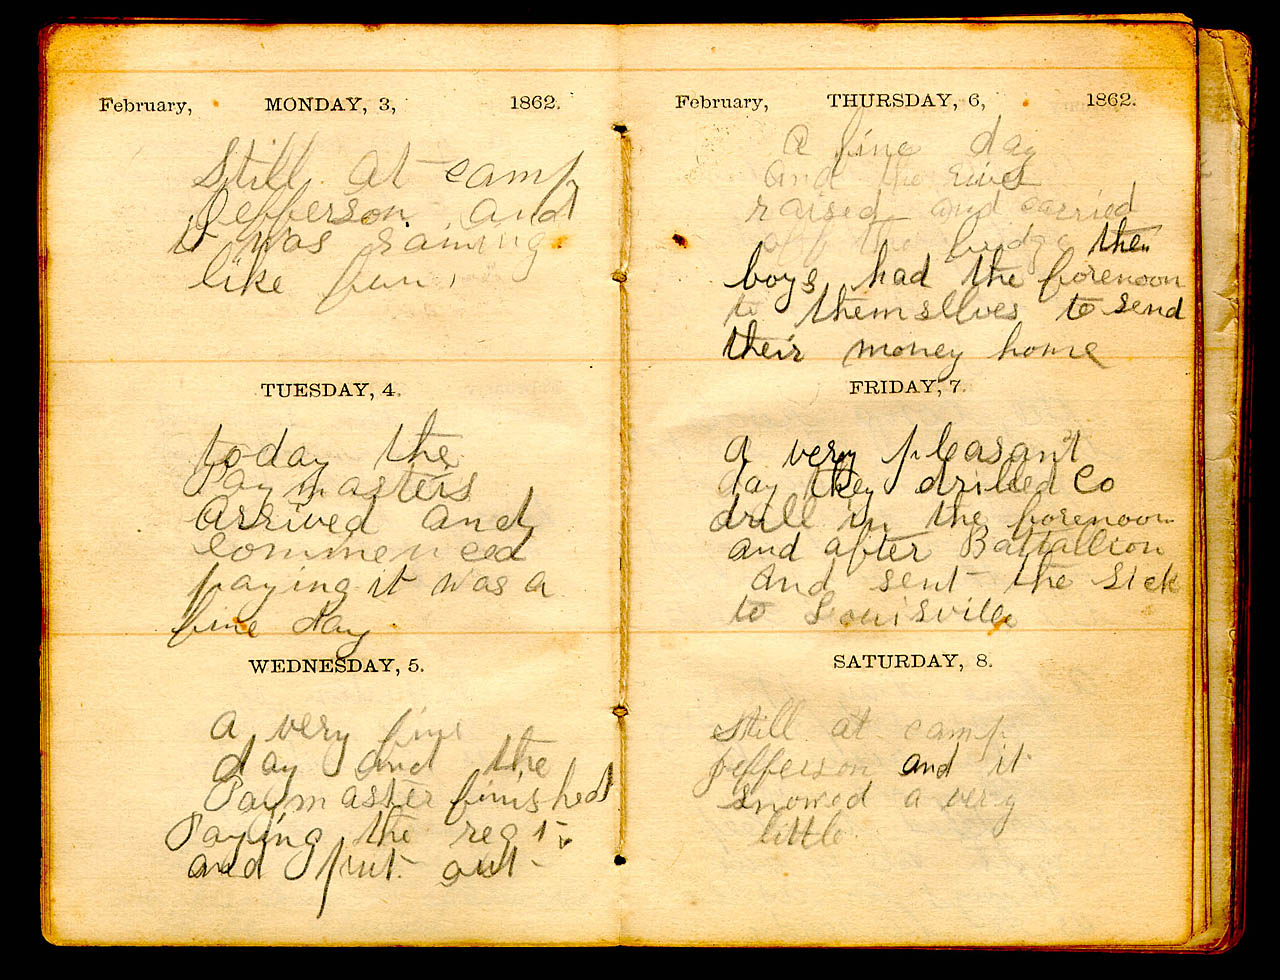 February, MONDAY, 3, 1862.
Still at camp
Jefferson and
it was raining
like fun,
TUESDAY, 4.
today the
Paymasters
arrived and
commenced
paying it was a
fine day
WEDNESDAY, 5.
a very fine
day and the
Paymaster finished
Paying the regt
and put out
February, THURSDAY, 6, 1862.
a fine day
and the River
raised and carried
off the bridge the
boys had the forenoon
to themsellves to send
their money home
FRIDAY, 7.
a very pleasant
day they drilled Co
drill in the forenoon
and after Battallion
and sent the sick
to Louisville
SATURDAY, 8.
Still at camp
Jefferson and it
snowed a very
little